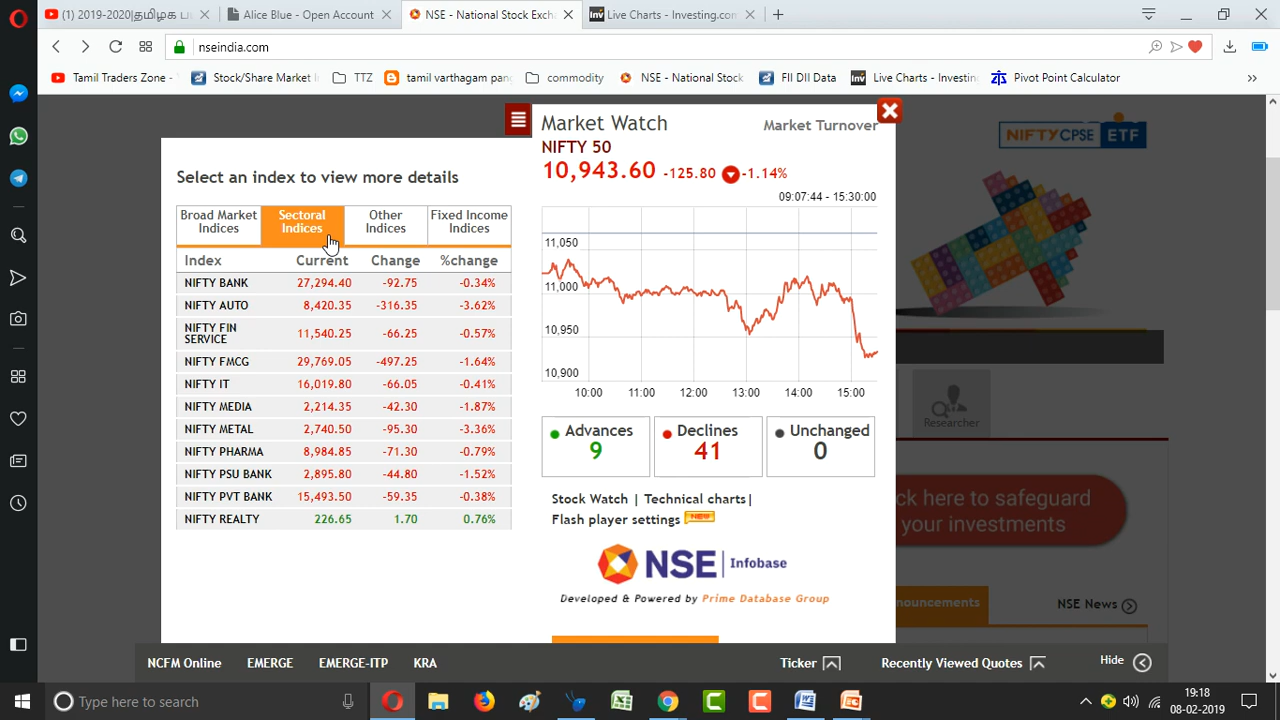 (1) 2019-2020|தமிழக
Alice Blue - Open Account
NSE - National Stock Exch
Live Charts - Investing.com
nseindia.com
Tamil Traders Zone -
Stock/Share Market
TTZ
tamil varthagam pan
commodity
NSE - National Stock
FII DII Data
Live Charts - Investin
Pivot Point Calculator
Market Watch
Market Turnover
NIFTY 50
10,943.60 -125.80 -1.14%
09:07:44 - 15:30:00
NIFTYCPSE ETF
Select an index to view more details
Broad Market Indices
Sectoral Indices
Other Indices
Fixed Income Indices
Index Current Change %change
NIFTY BANK 27,294.40 -92.75 -0.34%
NIFTY AUTO 8,420.35 -316.35 -3.62%
NIFTY FIN
SERVICE 11,540.25 -66.25 -0.57%
NIFTY FMCG 29,769.05 -497.25 -1.64%
NIFTY IT 16,019.80 -66.05 -0.41%
NIFTY MEDIA 2,214.35 -42.30 -1.87%
NIFTY METAL 2,740.50 -95.30 -3.36%
NIFTY PHARMA 8,984.85 -71.30 -0.79%
NIFTY PSU BANK 2,895.80 -44.80 -1.52%
NIFTY PVT BANK 15,493.50 -59.35 -0.38%
NIFTY REALTY 226.65 1.70 0.76%
11,050
11,000
10,950
10,900
10:00 11:00 12:00 13:00 14:00 15:00
Advances
9
Declines
41
Unchanged
0
Stock Watch | Technical charts|
Flash player settings NEW
NSE | Infobase
Developed & Powered by Prime Database Group
Researcher
ck here to safeguard
your investments
nouncements
NSE News
NCFM Online
EMERGE
EMERGE-ITP
KRA
Ticker
Recently Viewed Quotes
Hide
Type here to search
19:18
08-02-2019